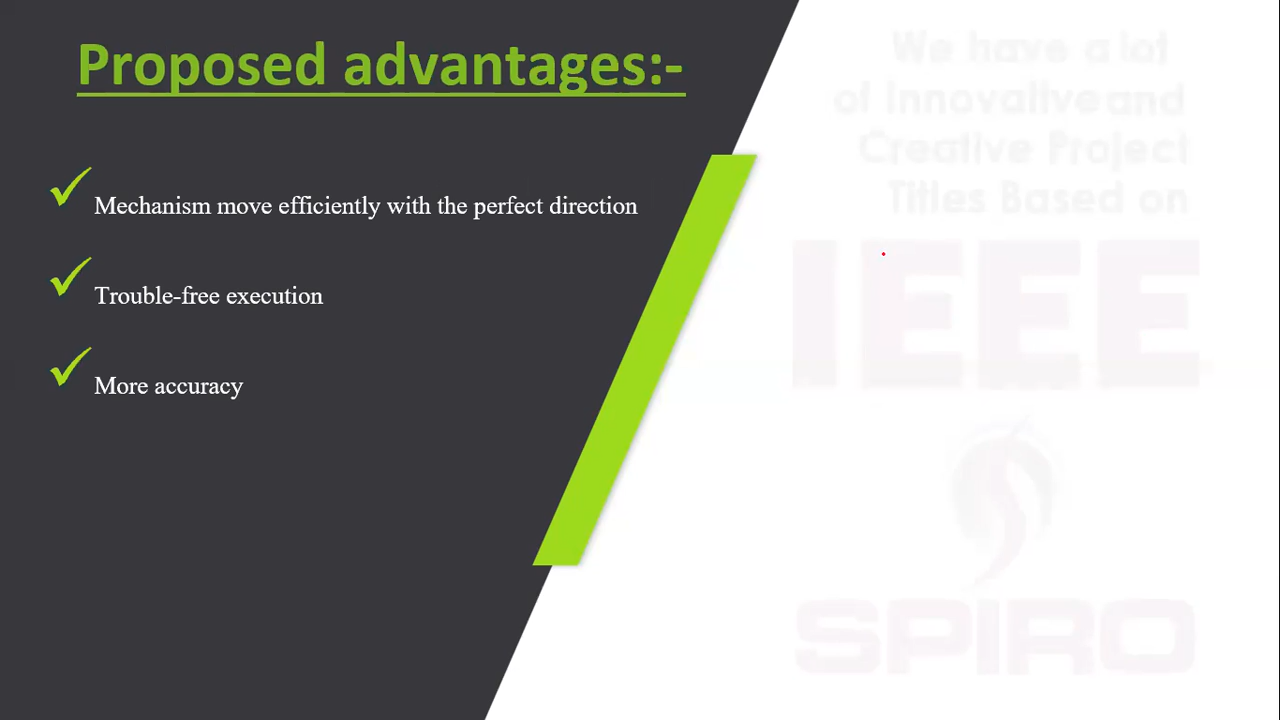 Proposed advantages:-
Mechanism move efficiently with the perfect direction
Trouble-free execution
More accuracy
We have a lot
of Innovative and
Creative Project
Titles Based on
IEEE
SPIRO